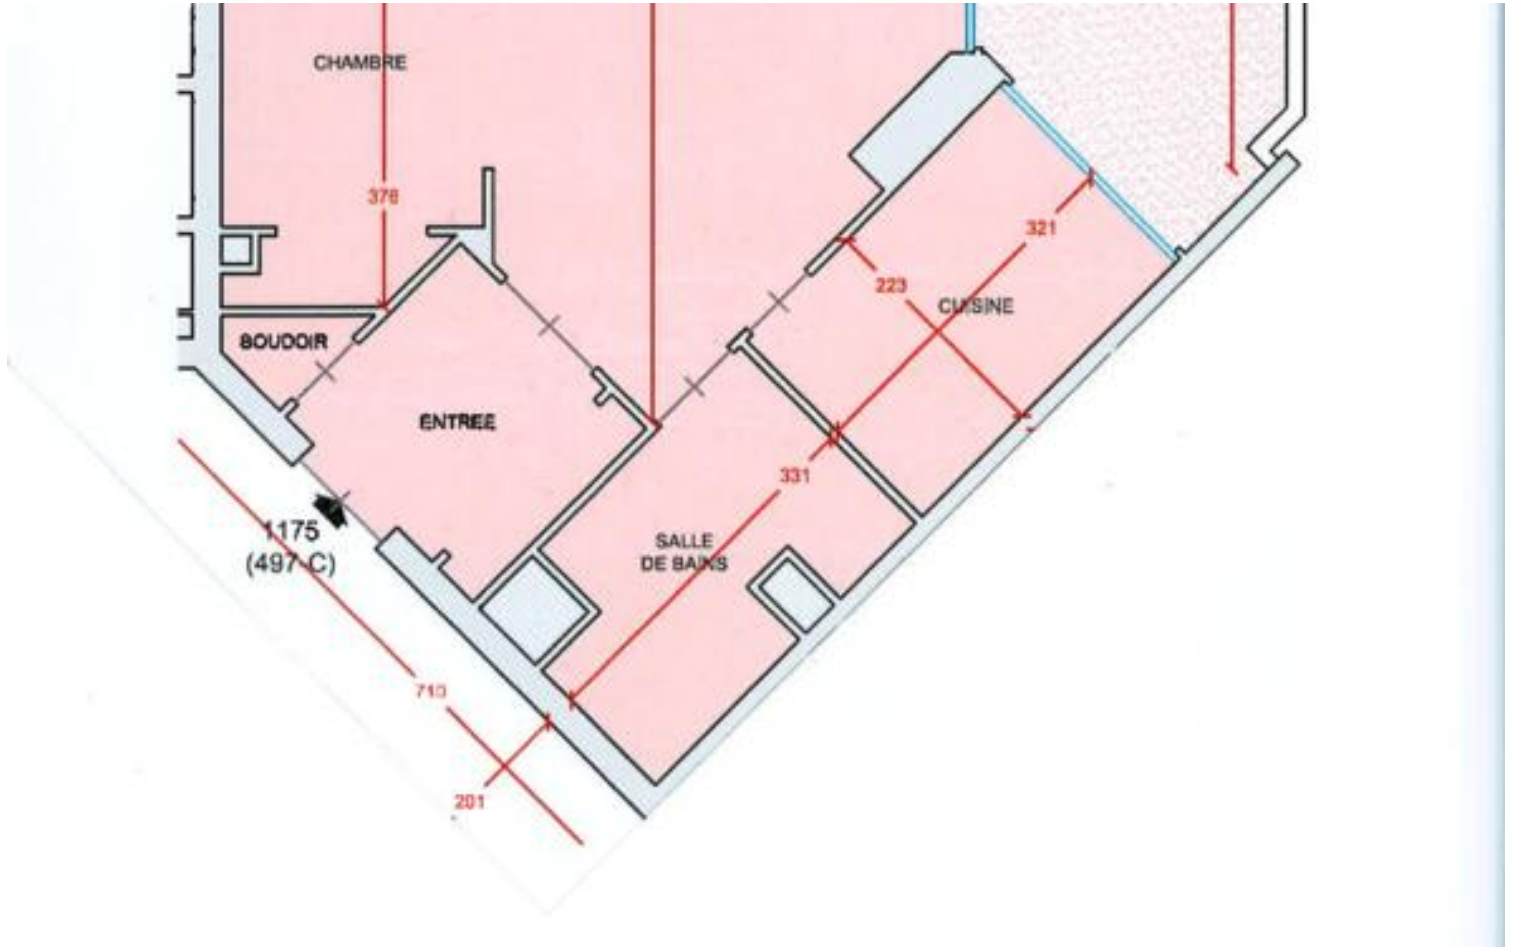 CHAMBRE
376
321
223
CUISINE
BOUDOIR
ENTREE
331
1175
(497-C)
SALLE
DE BAINS
710
201